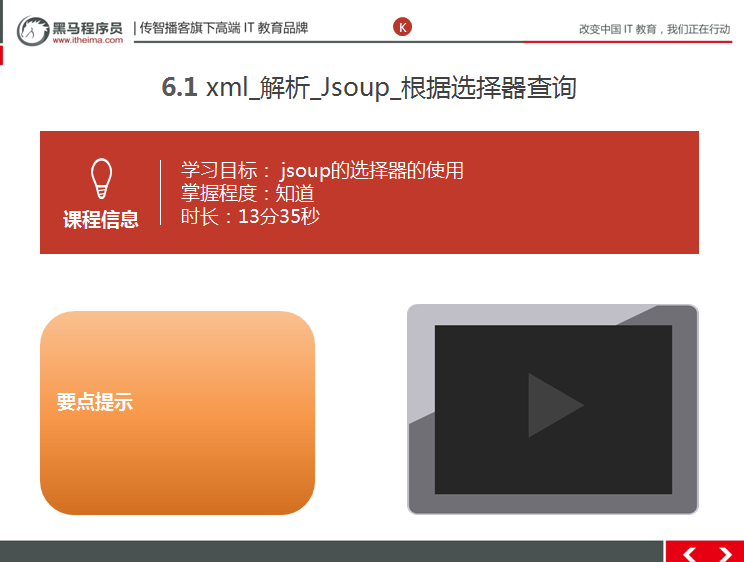 黑马程序员
www.itheima.com
传智播客旗下高端 IT 教育品牌
K
改变中国 IT 教育，我们正在行动
6.1 xml_解析_Jsoup_根据选择器查询
学习目标： jsoup的选择器的使用
掌握程度：知道
时长：13分35秒
课程信息
要点提示